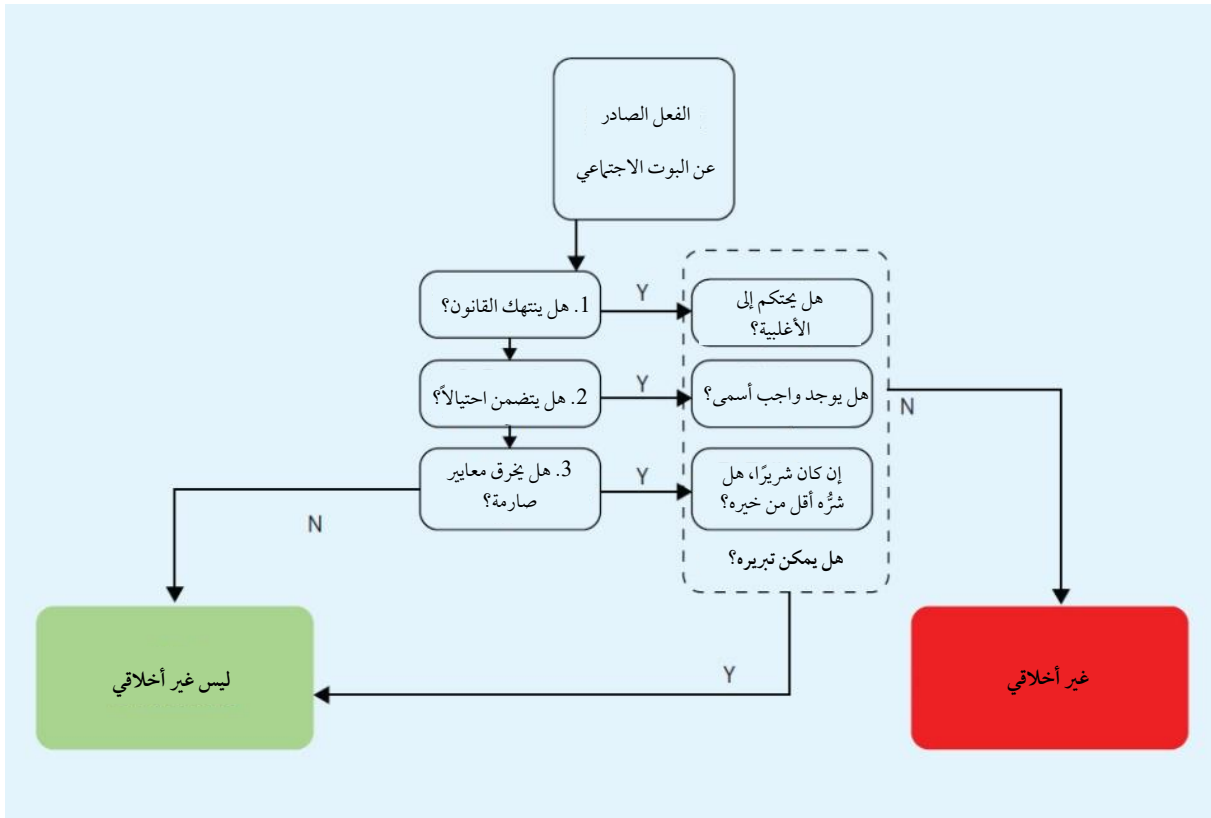 الفعل الصادر
عن البوت الاجتماعي
1. هل ينتهك القانون؟
Y
هل يحتكم إلى
الأغلبية؟
2. هل يتضمن احتيالاً؟
Y
هل يوجد واجب أسمى؟
N
3. هل يخرق معايير
صارمة؟
Y
إن كان شريرًا، هل
شرُّه أقل من خيره؟
N
هل يمكن تبريره؟
Y
ليس غير أخلاقي
غير أخلاقي